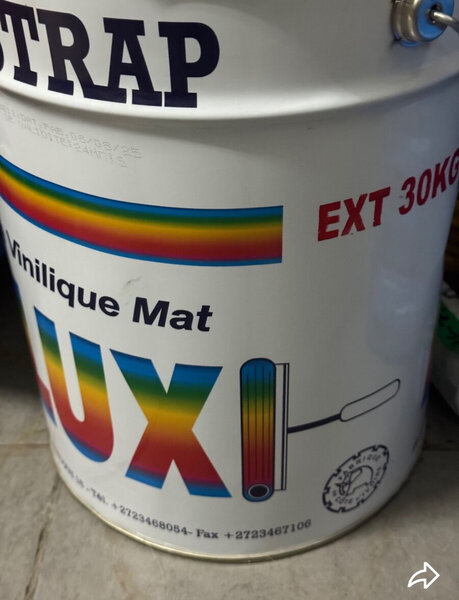 STRAP
EXT 30KG
Vinilique Mat
LUX
Tél. +2723468054- Fax +2723467106